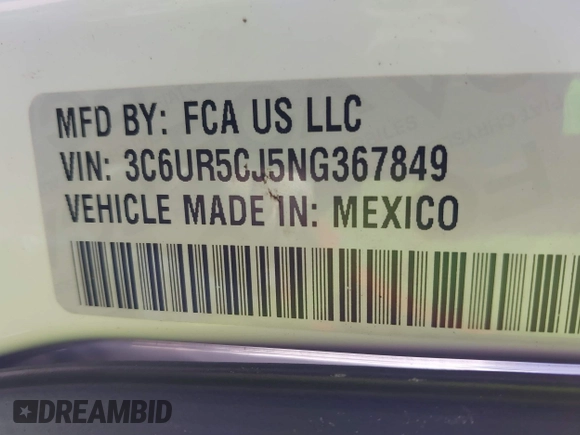 MFD BY: FCA US LLC
VIN: 3C6UR5CJ5NG367849
VEHICLE MADE IN: MEXICO
DREAMBID